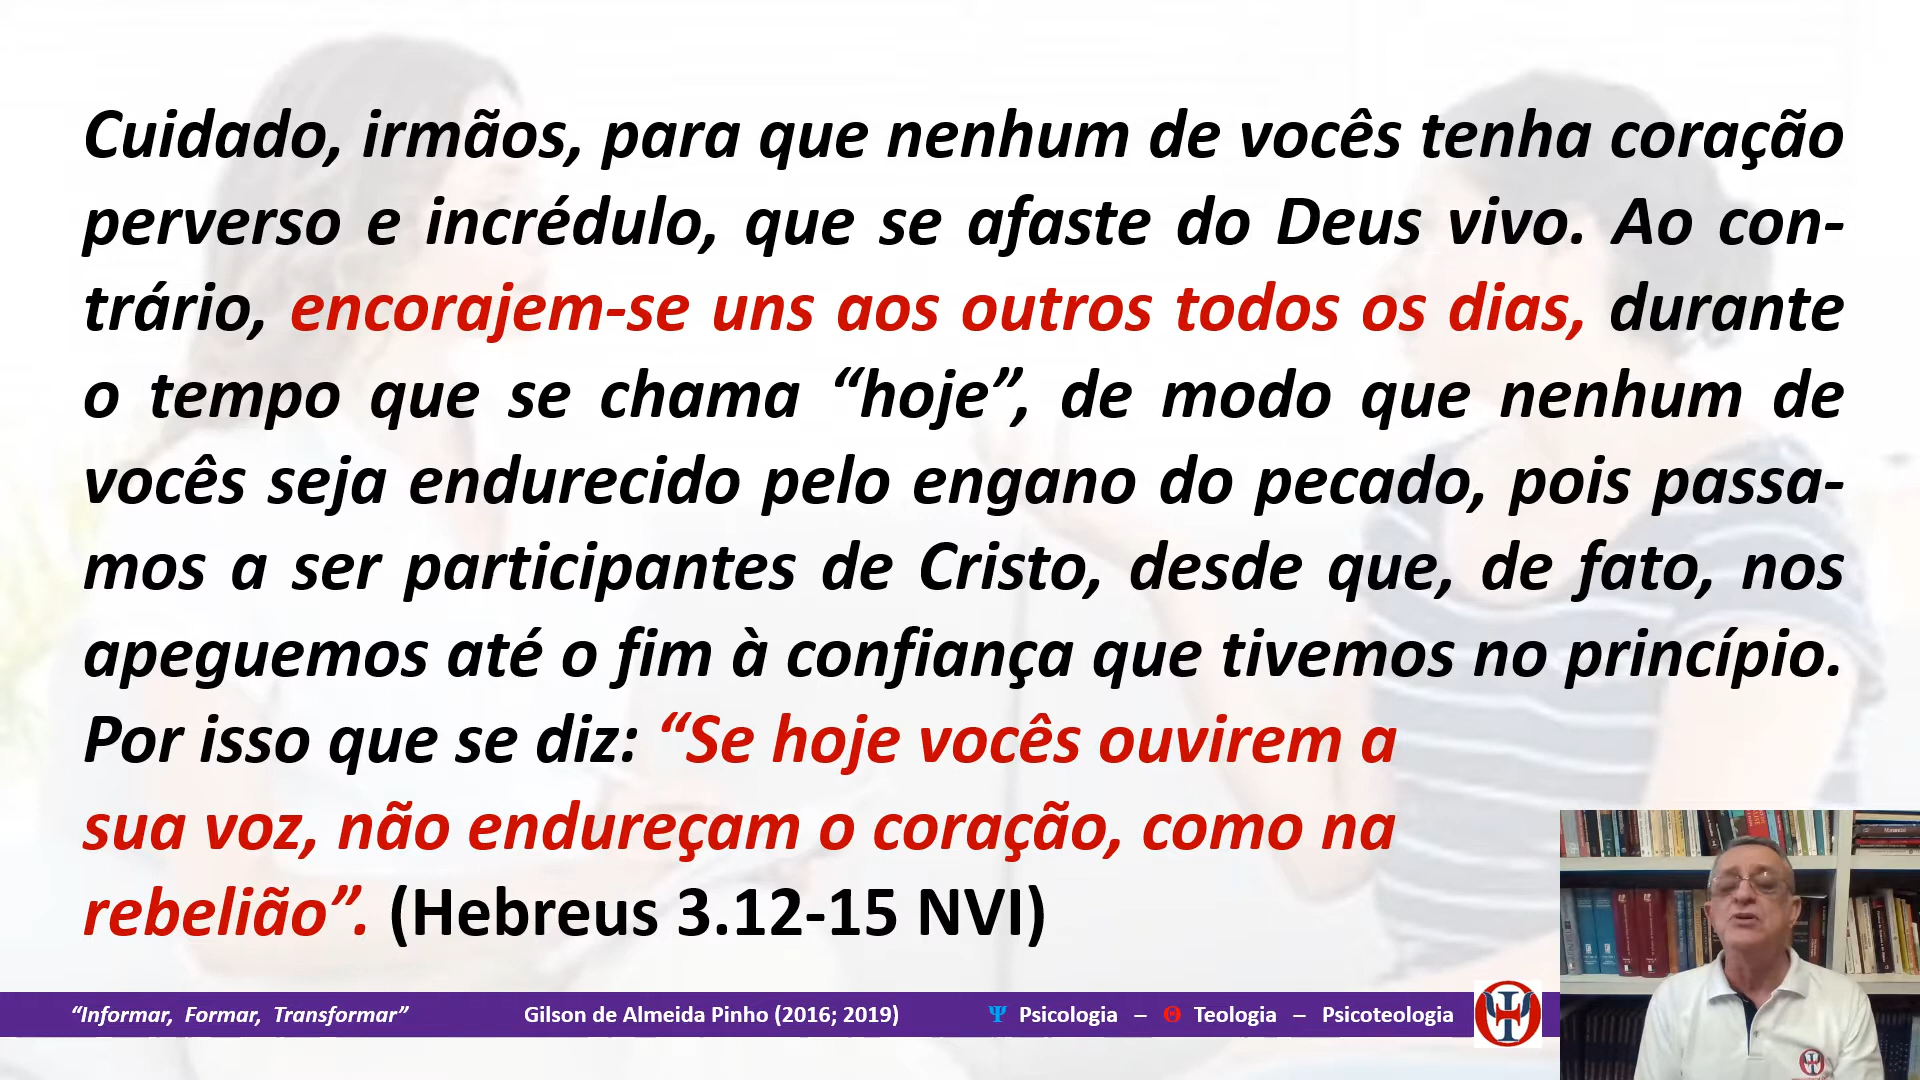 Cuidado, irmãos, para que nenhum de vocês tenha coração
perverso e incrédulo, que se afaste do Deus vivo. Ao con-
trário, encorajem-se uns aos outros todos os dias, durante
o tempo que se chama “hoje”, de modo que nenhum de
vocês seja endurecido pelo engano do pecado, pois passa-
mos a ser participantes de Cristo, desde que, de fato, nos
apeguemos até o fim à confiança que tivemos no princípio.
Por isso que se diz: “Se hoje vocês ouvirem a
sua voz, não endureçam o coração, como na
rebelião”. (Hebreus 3.12-15 NVI)
“Informar, Formar, Transformar” Gilson de Almeida Pinho (2016; 2019) Ψ Psicologia – Θ Teologia – Psicoteologia